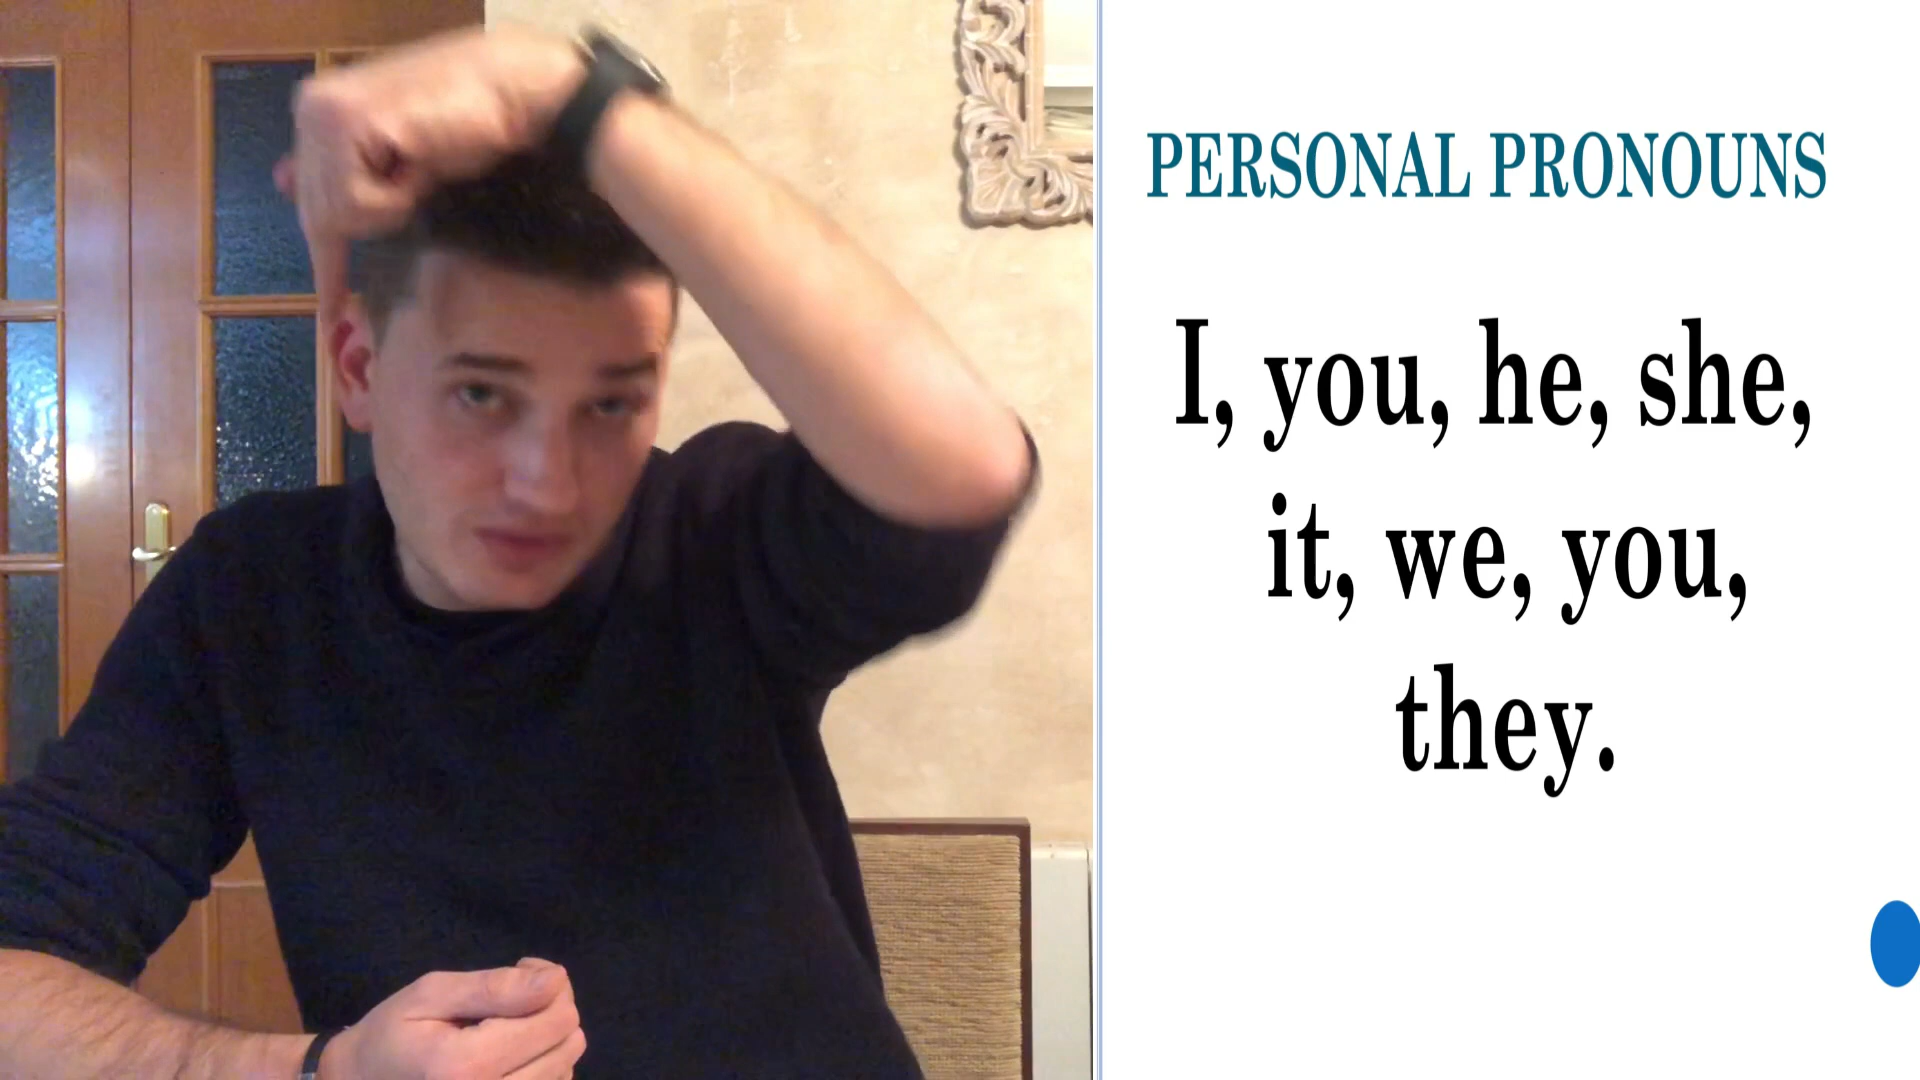 PERSONAL PRONOUNS
I, you, he, she,
it, we, you,
they.